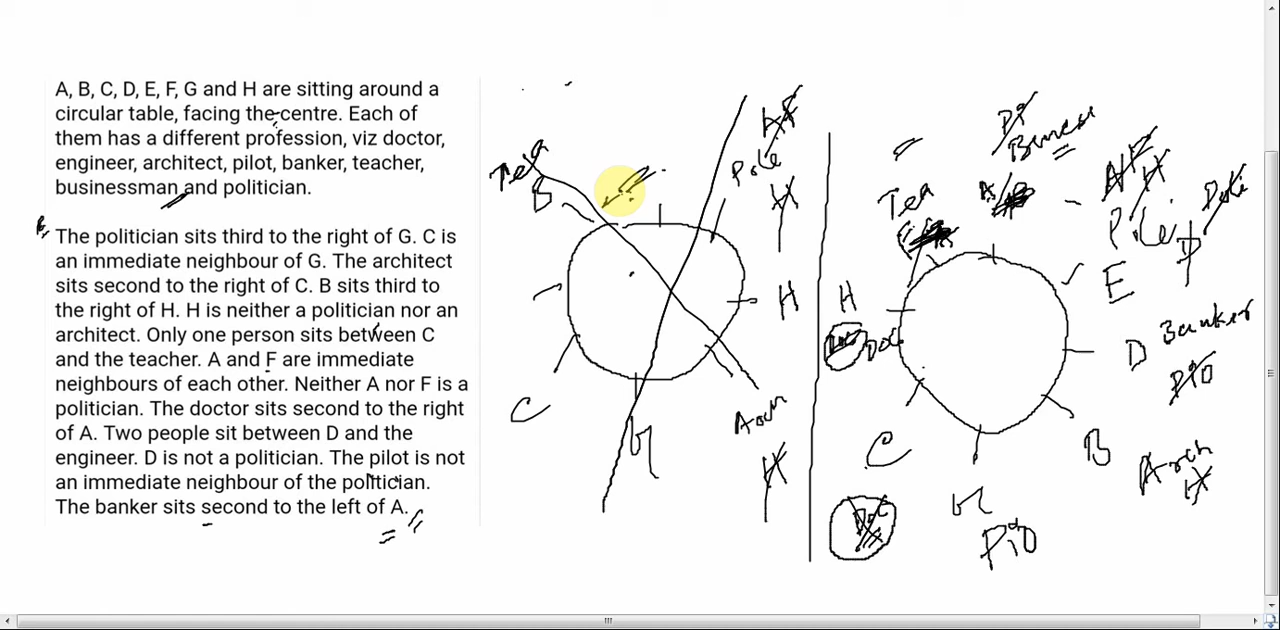 A, B, C, D, E, F, G and H are sitting around a
circular table, facing the centre. Each of
them has a different profession, viz doctor,
engineer, architect, pilot, banker, teacher,
businessman and politician.
The politician sits third to the right of G. C is
an immediate neighbour of G. The architect
sits second to the right of C. B sits third to
the right of H. H is neither a politician nor an
architect. Only one person sits between C
and the teacher. A and F are immediate
neighbours of each other. Neither A nor F is a
politician. The doctor sits second to the right
of A. Two people sit between D and the
engineer. D is not a politician. The pilot is not
an immediate neighbour of the politician.
The banker sits second to the left of A.
Tea
B
H
C
Tea
H
Doc
E
D Banker
B
Arch
C